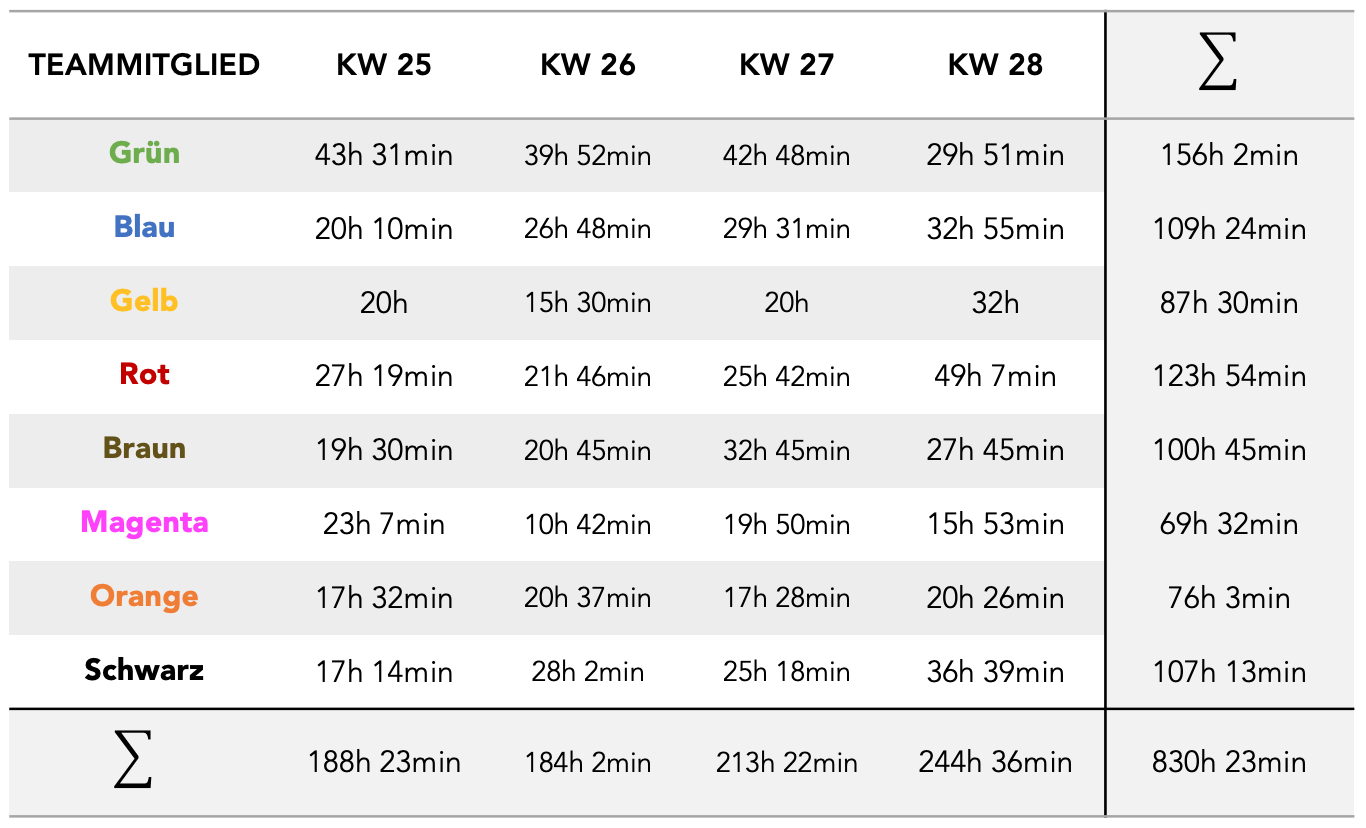 TEAMMITGLIED KW 25 KW 26 KW 27 KW 28 ∑
Grün 43h 31min 39h 52min 42h 48min 29h 51min 156h 2min
Blau 20h 10min 26h 48min 29h 31min 32h 55min 109h 24min
Gelb 20h 15h 30min 20h 32h 87h 30min
Rot 27h 19min 21h 46min 25h 42min 49h 7min 123h 54min
Braun 19h 30min 20h 45min 32h 45min 27h 45min 100h 45min
Magenta 23h 7min 10h 42min 19h 50min 15h 53min 69h 32min
Orange 17h 32min 20h 37min 17h 28min 20h 26min 76h 3min
Schwarz 17h 14min 28h 2min 25h 18min 36h 39min 107h 13min
∑ 188h 23min 184h 2min 213h 22min 244h 36min 830h 23min